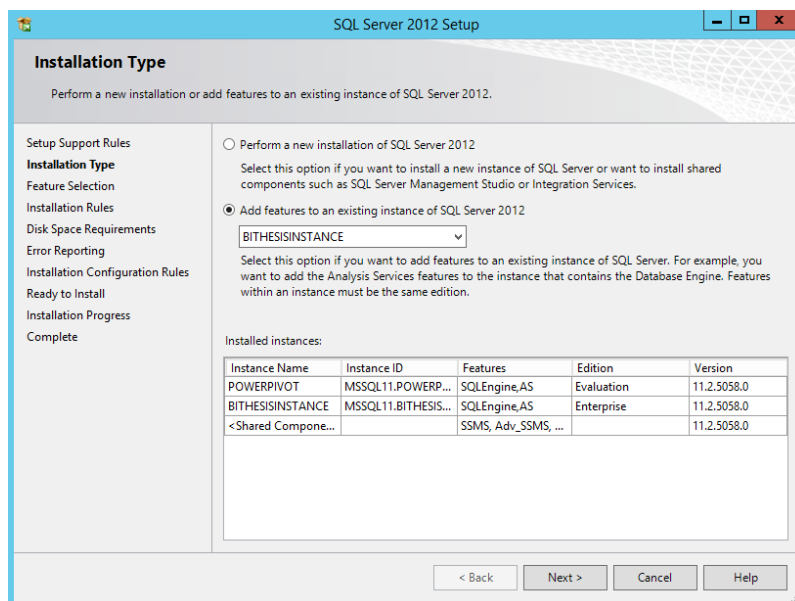 SQL Server 2012 Setup
Installation Type
Perform a new installation or add features to an existing instance of SQL Server 2012.
Setup Support Rules
Installation Type
Feature Selection
Installation Rules
Disk Space Requirements
Error Reporting
Installation Configuration Rules
Ready to Install
Installation Progress
Complete
Perform a new installation of SQL Server 2012
Select this option if you want to install a new instance of SQL Server or want to install shared
components such as SQL Server Management Studio or Integration Services.
Add features to an existing instance of SQL Server 2012
BITHESISINSTANCE
Select this option if you want to add features to an existing instance of SQL Server. For example, you
want to add the Analysis Services features to the instance that contains the Database Engine. Features
within an instance must be the same edition.
Installed instances:
Instance Name Instance ID Features Edition Version
POWERPIVOT MSSQL11.POWERP... SQLEngine,AS Evaluation 11.2.5058.0
BITHESISINSTANCE MSSQL11.BITHESIS... SQLEngine,AS Enterprise 11.2.5058.0
<Shared Compone... SSMS, Adv_SSMS, ... 11.2.5058.0
< Back Next > Cancel Help